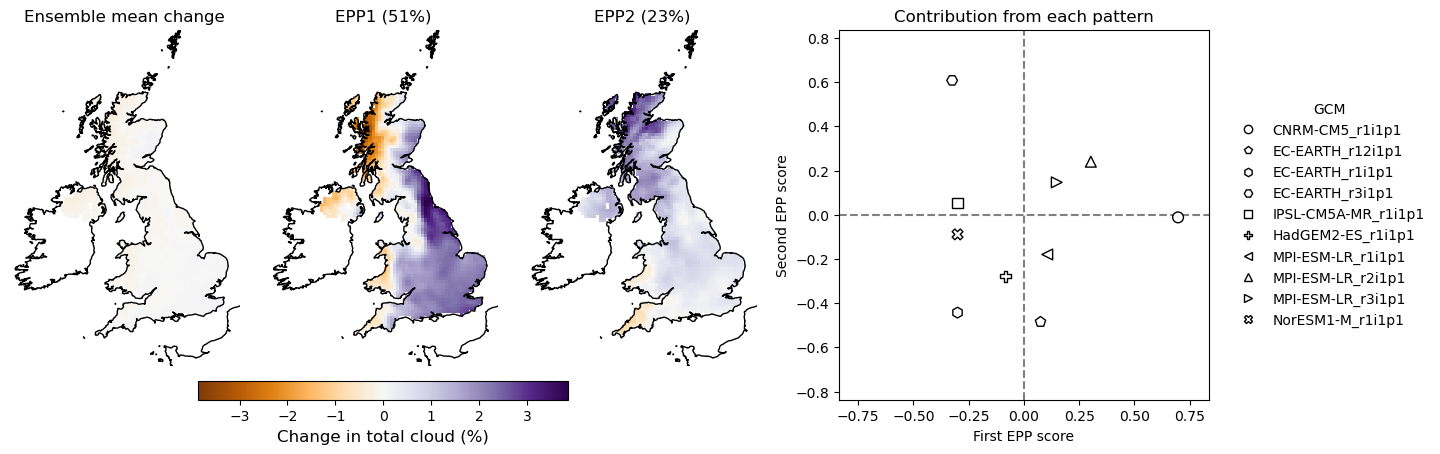 Ensemble mean change
EPP1 (51%)
EPP2 (23%)
Contribution from each pattern
−3 −2 −1 0 1 2 3
Change in total cloud (%)
Second EPP score
0.8
0.6
0.4
0.2
0.0
−0.2
−0.4
−0.6
−0.8
−0.75 −0.50 −0.25 0.00 0.25 0.50 0.75
First EPP score
GCM
CNRM-CM5_r1i1p1
EC-EARTH_r12i1p1
EC-EARTH_r1i1p1
EC-EARTH_r3i1p1
IPSL-CM5A-MR_r1i1p1
HadGEM2-ES_r1i1p1
MPI-ESM-LR_r1i1p1
MPI-ESM-LR_r2i1p1
MPI-ESM-LR_r3i1p1
NorESM1-M_r1i1p1